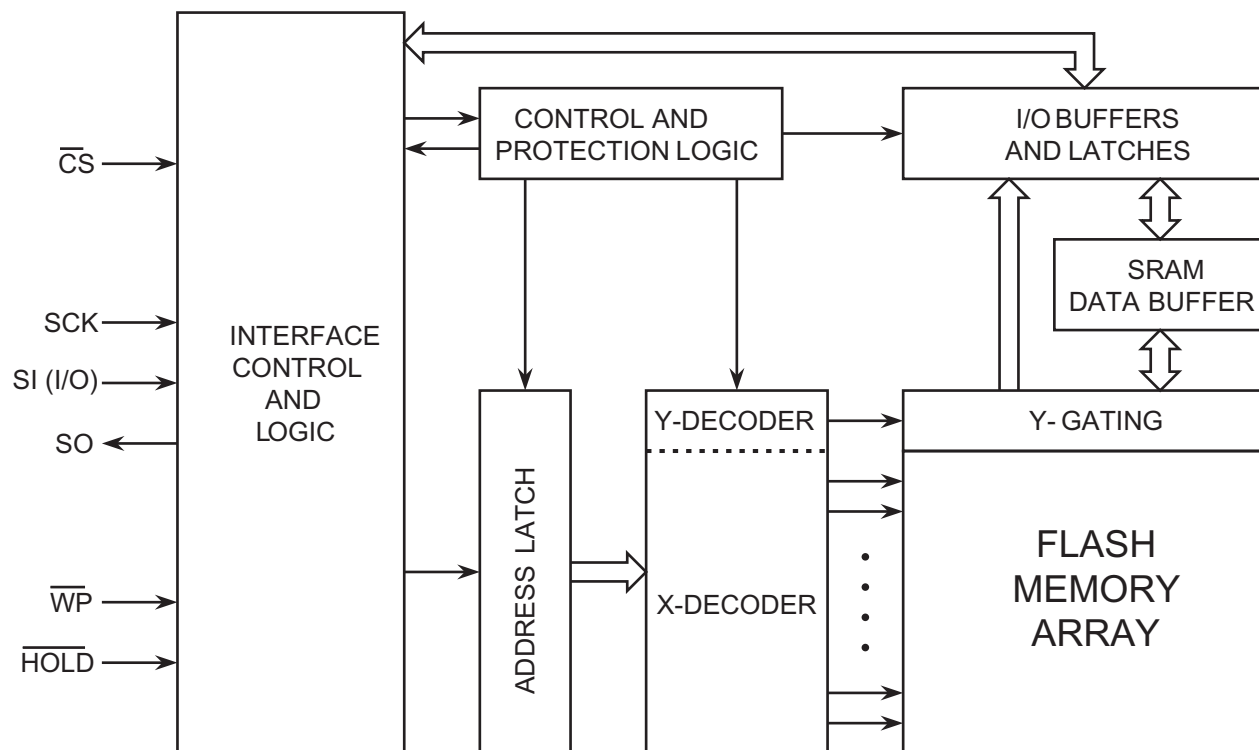 CS
SCK
SI (I/O)
SO
WP
HOLD
INTERFACE
CONTROL
AND
LOGIC
CONTROL AND
PROTECTION LOGIC
I/O BUFFERS
AND LATCHES
SRAM
DATA BUFFER
ADDRESS LATCH
Y-DECODER
X-DECODER
Y- GATING
FLASH
MEMORY
ARRAY